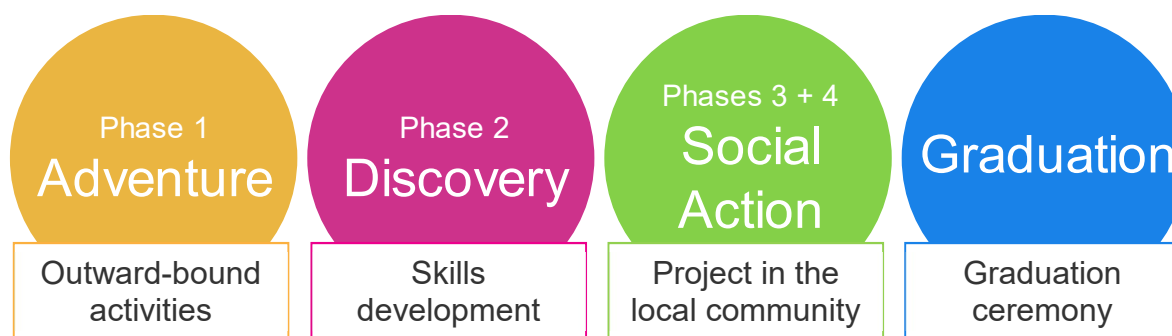 Phase 1
Adventure
Outward-bound
activities
Phase 2
Discovery
Skills
development
Phases 3 + 4
Social
Action
Project in the
local community
Graduation
Graduation
ceremony